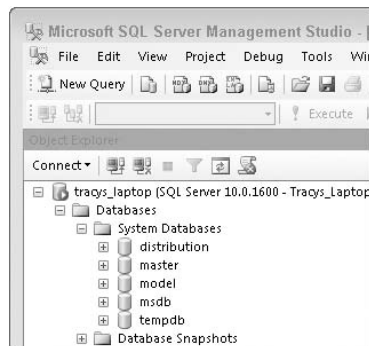 Microsoft SQL Server Management Studio -
File Edit View Project Debug Tools Wi
New Query
Execute
Object Explorer
Connect
tracys_laptop (SQL Server 10.0.1600 - Tracys_Laptop
Databases
System Databases
distribution
master
model
msdb
tempdb
Database Snapshots